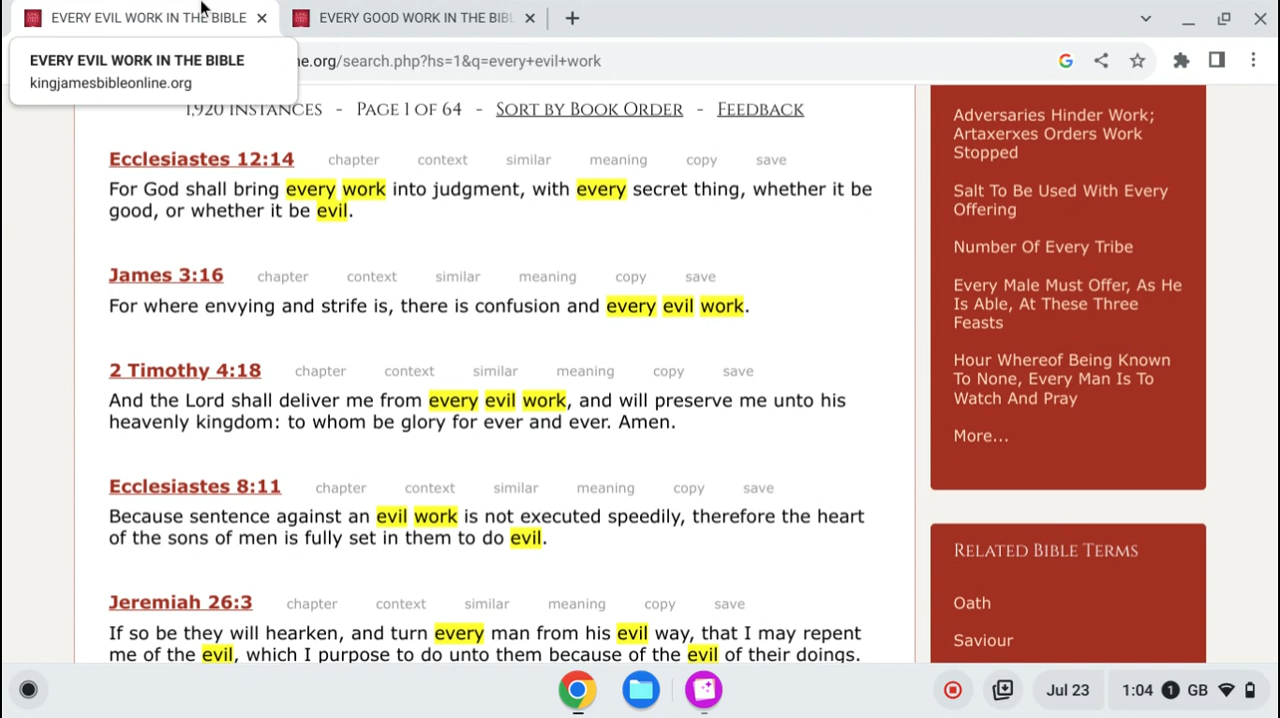 EVERY EVIL WORK IN THE BIBLE
EVERY GOOD WORK IN THE BIBL
EVERY EVIL WORK IN THE BIBLE
kingjamesbibleonline.org
ne.org/search.php?hs=1&q=every+evil+work
1,920 INSTANCES - PAGE 1 OF 64 - SORT BY BOOK ORDER - FEEDBACK
Ecclesiastes 12:14 chapter context similar meaning copy save
For God shall bring every work into judgment, with every secret thing, whether it be
good, or whether it be evil.
James 3:16 chapter context similar meaning copy save
For where envying and strife is, there is confusion and every evil work.
2 Timothy 4:18 chapter context similar meaning copy save
And the Lord shall deliver me from every evil work, and will preserve me unto his
heavenly kingdom: to whom be glory for ever and ever. Amen.
Ecclesiastes 8:11 chapter context similar meaning copy save
Because sentence against an evil work is not executed speedily, therefore the heart
of the sons of men is fully set in them to do evil.
Jeremiah 26:3 chapter context similar meaning copy save
If so be they will hearken, and turn every man from his evil way, that I may repent
me of the evil, which I purpose to do unto them because of the evil of their doings.
Adversaries Hinder Work;
Artaxerxes Orders Work
Stopped
Salt To Be Used With Every
Offering
Number Of Every Tribe
Every Male Must Offer, As He
Is Able, At These Three
Feasts
Hour Whereof Being Known
To None, Every Man Is To
Watch And Pray
More...
RELATED BIBLE TERMS
Oath
Saviour
Jul 23
1:04 1 GB